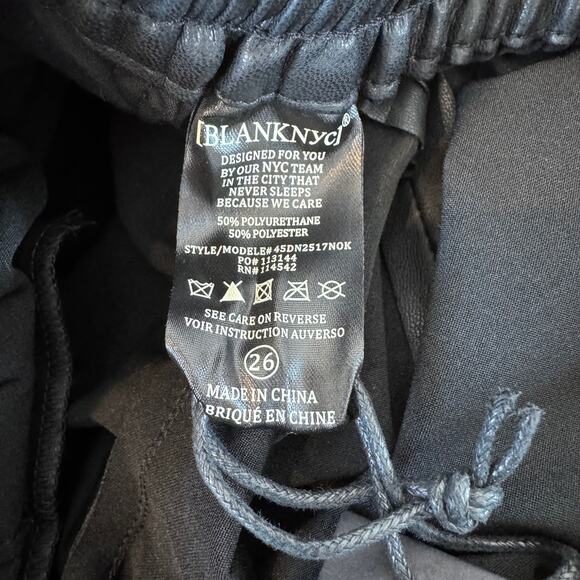 [BLANKNYC]®
DESIGNED FOR YOU
BY OUR NYC TEAM
IN THE CITY THAT
NEVER SLEEPS
BECAUSE WE CARE
50% POLYURETHANE
50% POLYESTER
STYLE/MODELE#45DN2517NOK
PO# 113144
RN# 114542
SEE CARE ON REVERSE
VOIR INSTRUCTION AUVERSO
26
MADE IN CHINA
BRIQUÉ EN CHINE